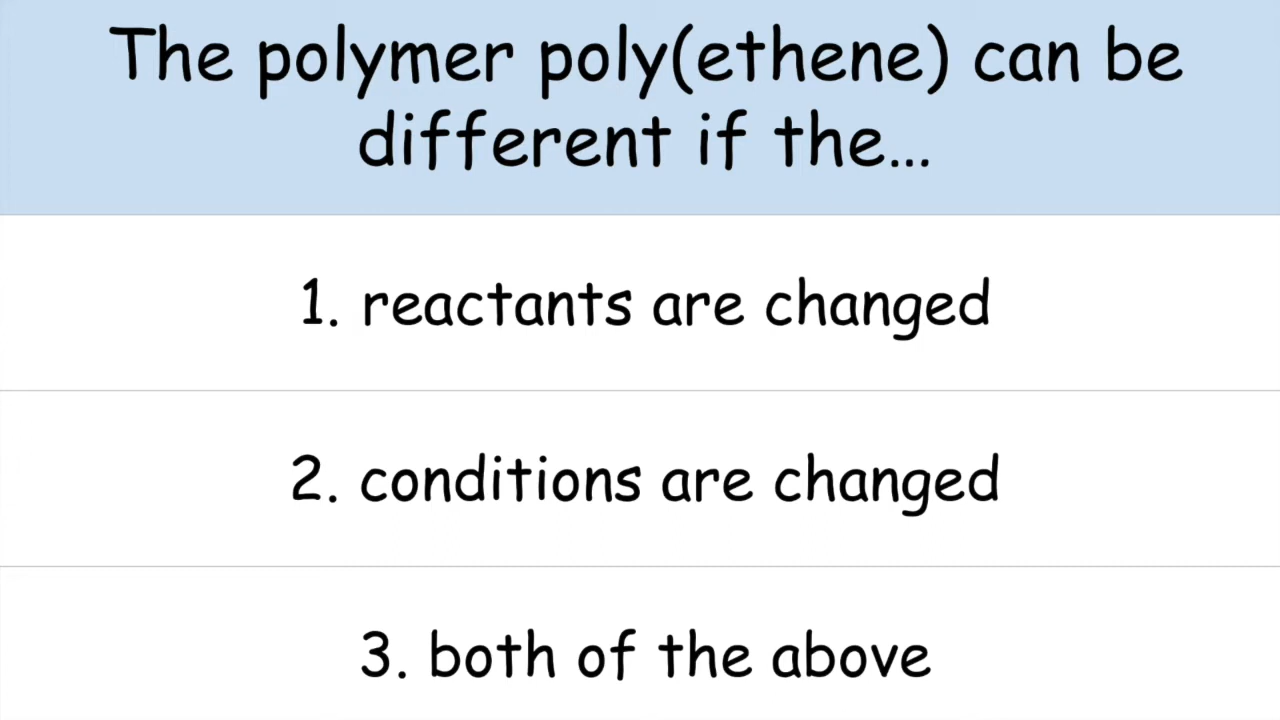 The polymer poly(ethene) can be
different if the...
1. reactants are changed
2. conditions are changed
3. both of the above